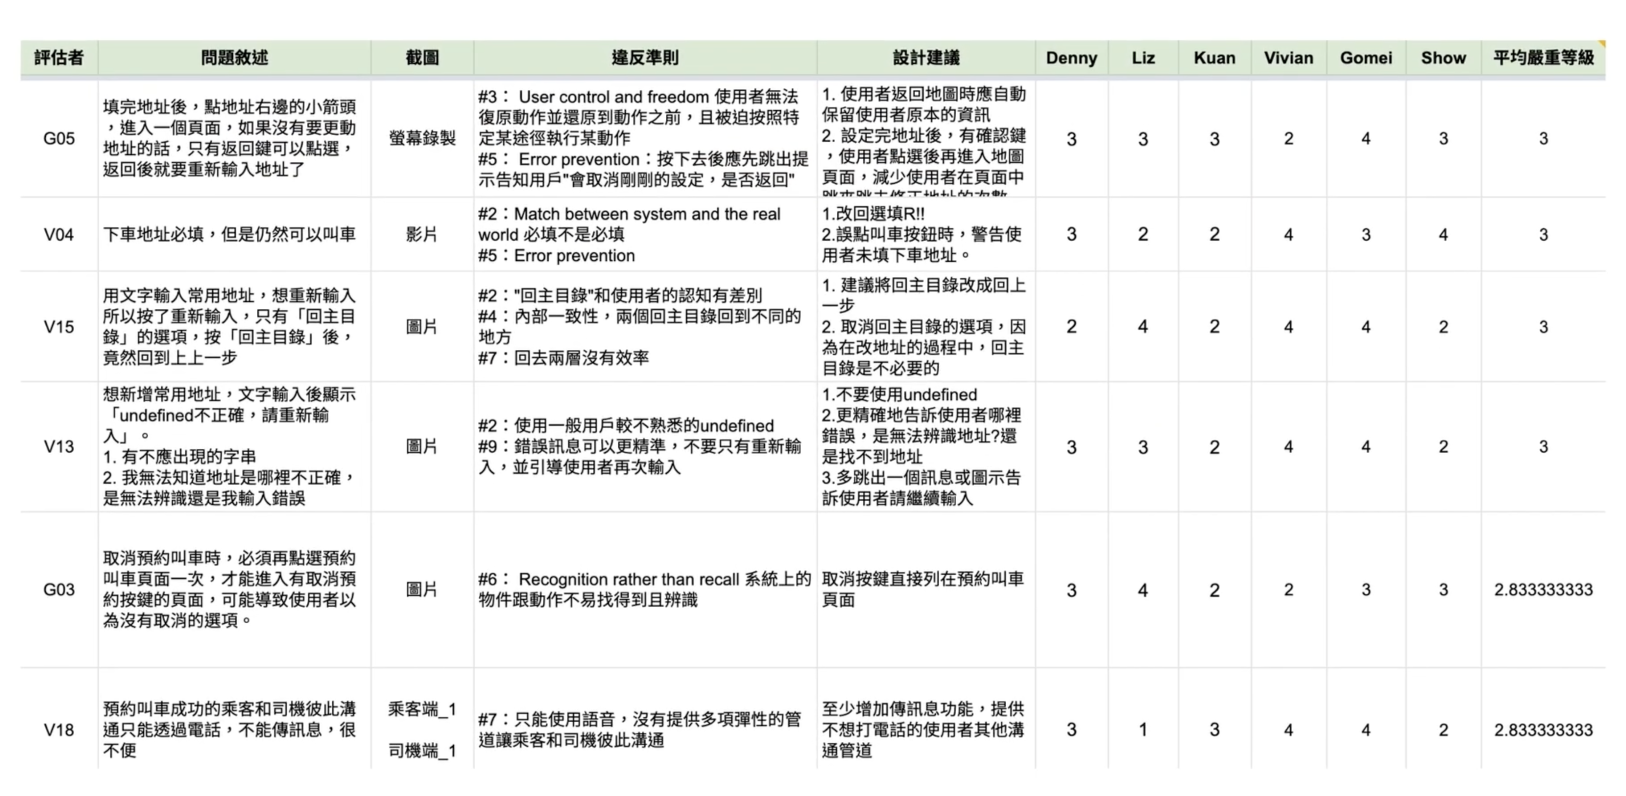 評估者 問題敘述 截圖 違反準則 設計建議 Denny Liz Kuan Vivian Gomei Show 平均嚴重等級
G05
填完地址後，點地址右邊的小箭頭
，進入一個頁面，如果沒有要更動
地址的話，只有返回鍵可以點選，
返回後就要重新輸入地址了
螢幕錄製
#3： User control and freedom 使用者無法
復原動作並還原到動作之前，且被迫按照特
定某途徑執行某動作
#5： Error prevention：按下去後應先跳出提
示告知用戶"會取消剛剛的設定，是否返回"
1. 使用者返回地圖時應自動
保留使用者原本的資訊
2. 設定完地址後，有確認鍵
，使用者點選後再進入地圖
頁面，減少使用者在頁面中
3 3 3 2 4 3 3
V04
下車地址必填，但是仍然可以叫車
影片
#2：Match between system and the real
world 必填不是必填
#5：Error prevention
1.改回選填R!!
2.誤點叫車按鈕時，警告使
用者未填下車地址。
3 2 2 4 3 4 3
V15
用文字輸入常用地址，想重新輸入
所以按了重新輸入，只有「回主目
錄」的選項，按「回主目錄」後，
竟然回到上上一步
圖片
#2："回主目錄"和使用者的認知有差別
#4：內部一致性，兩個回主目錄回到不同的
地方
#7：回去兩層沒有效率
1. 建議將回主目錄改成回上
一步
2. 取消回主目錄的選項，因
為在改地址的過程中，回主
目錄是不必要的
2 4 2 4 4 2 3
V13
想新增常用地址，文字輸入後顯示
「undefined不正確，請重新輸
入」。
1. 有不應出現的字串
2. 我無法知道地址是哪裡不正確，
是無法辨識還是我輸入錯誤
圖片
#2：使用一般用戶較不熟悉的undefined
#9：錯誤訊息可以更精準，不要只有重新輸
入，並引導使用者再次輸入
1.不要使用undefined
2.更精確地告訴使用者哪裡
錯誤，是無法辨識地址?還
是找不到地址
3.多跳出一個訊息或圖示告
訴使用者請繼續輸入
3 3 2 4 4 2 3
G03
取消預約叫車時，必須再點選預約
叫車頁面一次，才能進入有取消預
約按鍵的頁面，可能導致使用者以
為沒有取消的選項。
圖片
#6： Recognition rather than recall 系統上的
物件跟動作不易找得到且辨識
取消按鍵直接列在預約叫車
頁面
3 4 2 2 3 3 2.833333333
V18
預約叫車成功的乘客和司機彼此溝
通只能透過電話，不能傳訊息，很
不便
乘客端_1
司機端_1
#7：只能使用語音，沒有提供多項彈性的管
道讓乘客和司機彼此溝通
至少增加傳訊息功能，提供
不想打電話的使用者其他溝
通管道
3 1 3 4 4 2 2.833333333